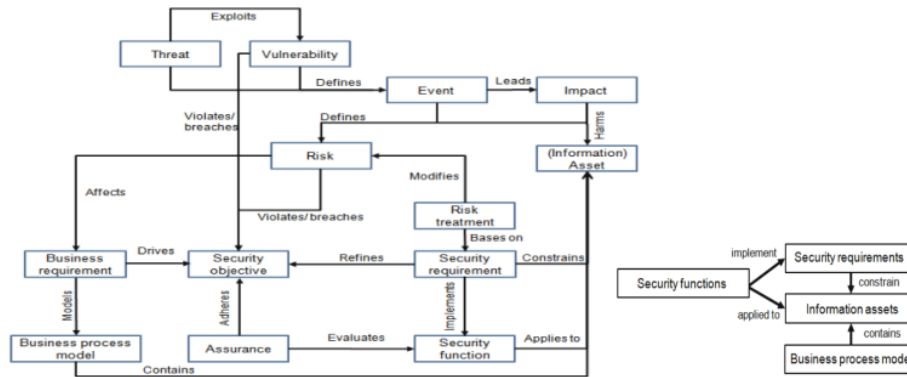 Exploits
Threat
Vulnerability
Defines
Leads
Event
Impact
Violates/
breaches
Defines
Harms
Risk
(Information)
Asset
Modifies
Affects
Violates/ breaches
Risk
treatment
Bases on
Business
requirement
Drives
Security
objective
Refines
Security
requirement
Constrains
Models
Adheres
Implements
Business process
model
Assurance
Evaluates
Security
function
Applies to
Contains
implement
Security requirements
Security functions
constrain
applied to
Information assets
contains
Business process mode